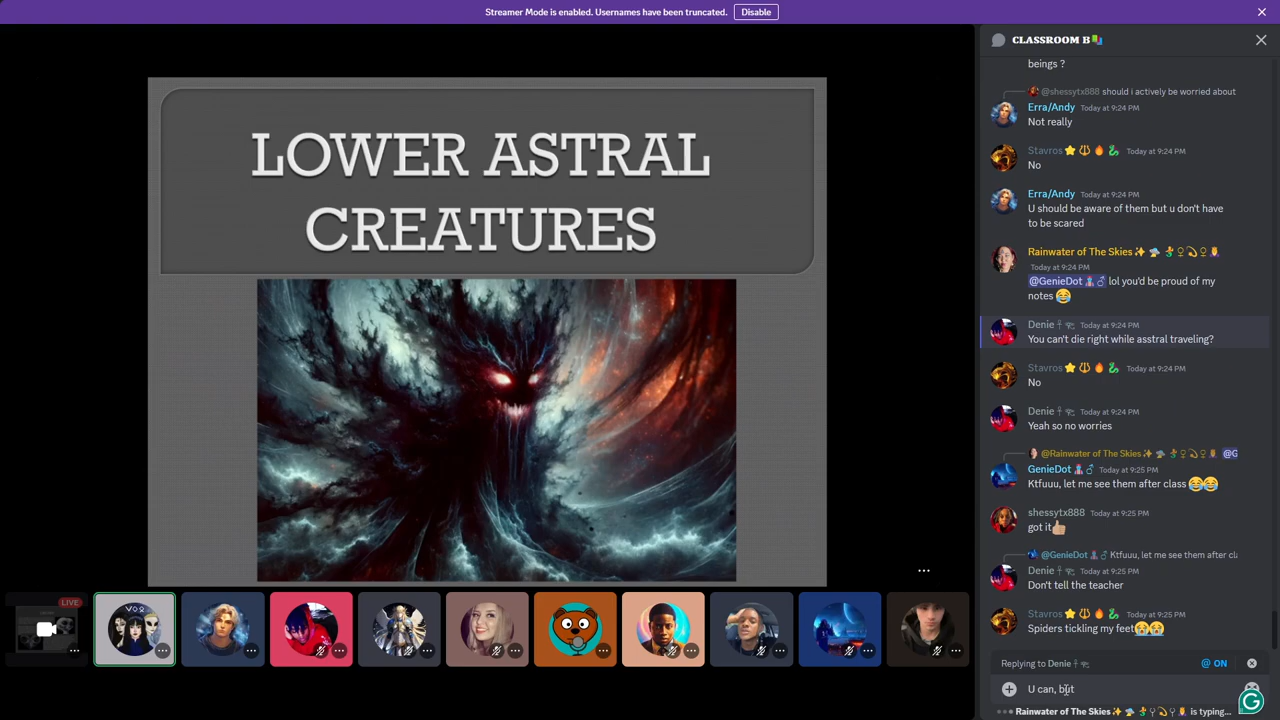 Streamer Mode is enabled. Usernames have been truncated. Disable
LOWER ASTRAL
CREATURES
LIVE
VOQ
CLASSROOM B
beings ?
@shessytx888 should i actively be worried about
Erra/Andy Today at 9:24 PM
Not really
Stavros Today at 9:24 PM
No
Erra/Andy Today at 9:24 PM
U should be aware of them but u don't have
to be scared
Rainwater of The Skies
Today at 9:24 PM
@GenieDot lol you'd be proud of my
notes 😂
Denie Today at 9:24 PM
You can't die right while asstral traveling?
Stavros Today at 9:24 PM
No
Denie Today at 9:24 PM
Yeah so no worries
@Rainwater of The Skies @G
GenieDot Today at 9:25 PM
Ktfuuu, let me see them after class 😂😂
shessytx888 Today at 9:25 PM
got it👍🏼
@GenieDot Ktfuuu, let me see them after cl
Denie Today at 9:25 PM
Don't tell the teacher
Stavros Today at 9:25 PM
Spiders tickling my feet😭😭
Replying to Denie @ ON
U can, but
Rainwater of The Skies is typing...